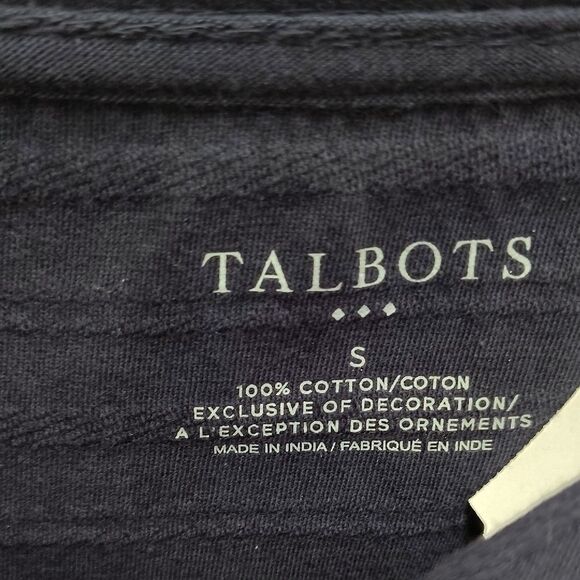 TALBOTS
S
100% COTTON/COTON
EXCLUSIVE OF DECORATION/
A L'EXCEPTION DES ORNEMENTS
MADE IN INDIA / FABRIQUÉ EN INDE